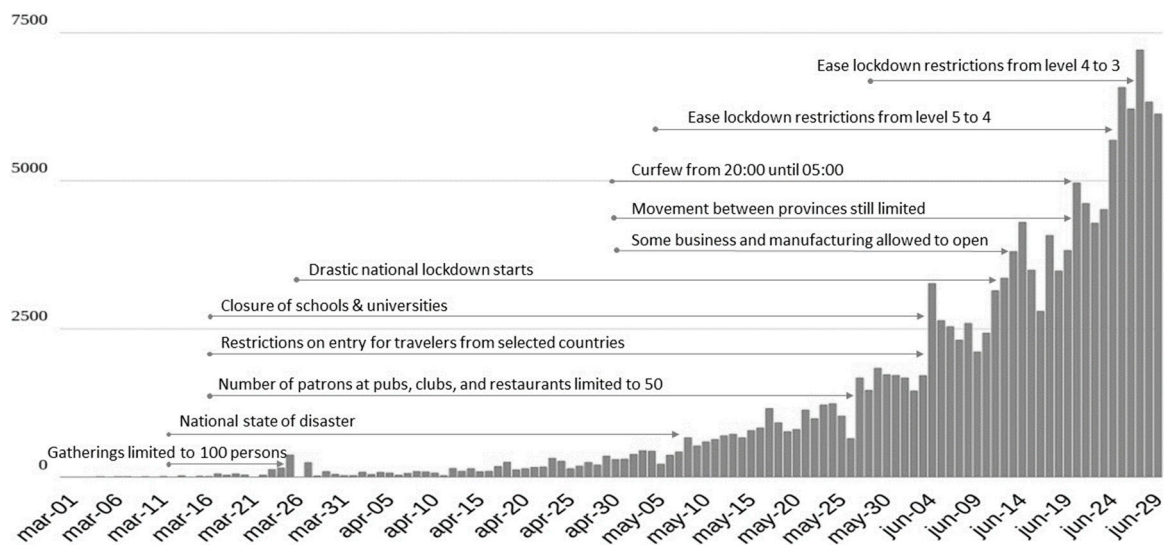 7500
Ease lockdown restrictions from level 4 to 3
Ease lockdown restrictions from level 5 to 4
5000
Curfew from 20:00 until 05:00
Movement between provinces still limited
Some business and manufacturing allowed to open
Drastic national lockdown starts
Closure of schools & universities
2500
Restrictions on entry for travelers from selected countries
Number of patrons at pubs, clubs, and restaurants limited to 50
National state of disaster
Gatherings limited to 100 persons
0
mar-01
mar-06
mar-11
mar-16
mar-21
mar-26
mar-31
apr-05
apr-10
apr-15
apr-20
apr-25
apr-30
may-05
may-10
may-15
may-20
may-25
may-30
jun-04
jun-09
jun-14
jun-19
jun-24
jun-29